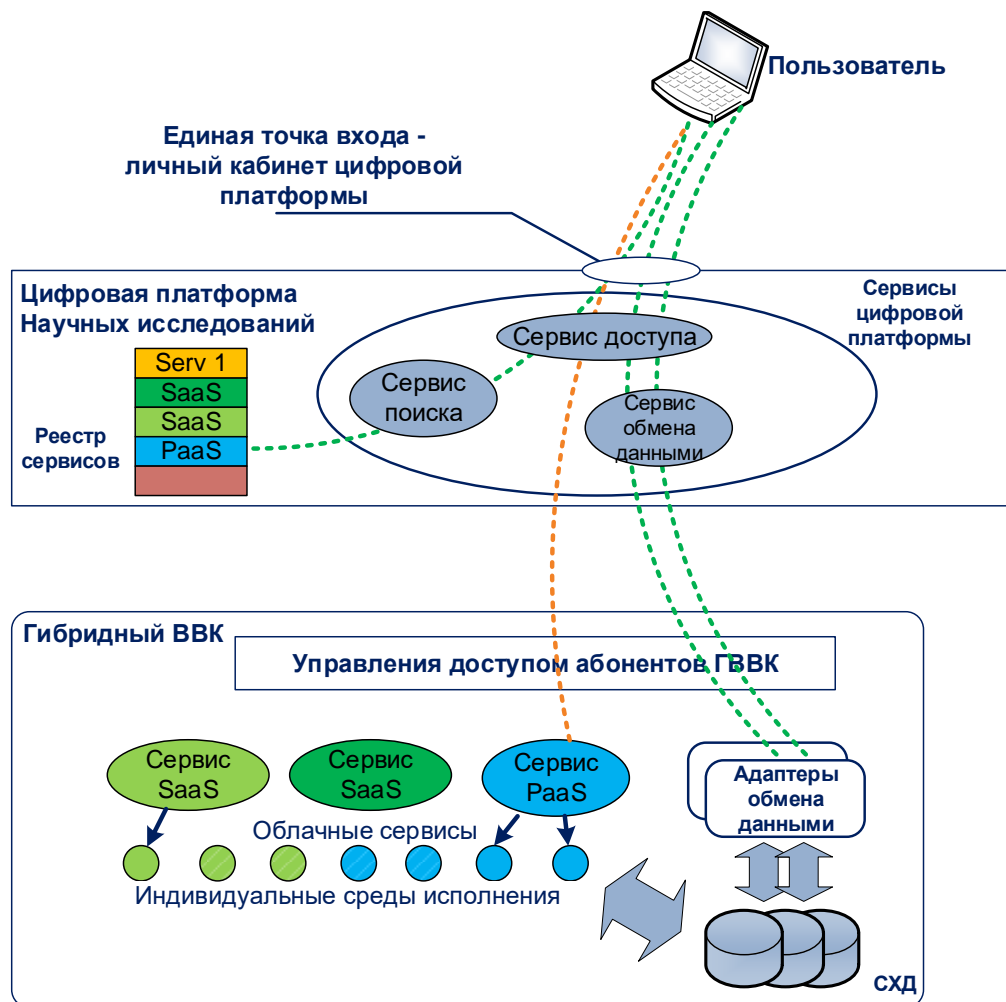 Пользователь
Единая точка входа -
личный кабинет цифровой
платформы
Цифровая платформа
Научных исследований
Сервисы
цифровой
платформы
Сервис доступа
Serv 1
SaaS
SaaS
PaaS
Реестр
сервисов
Сервис
поиска
Сервис
обмена
данными
Гибридный ВВК
Управления доступом абонентов ГВВК
Сервис
SaaS
Сервис
SaaS
Сервис
PaaS
Адаптеры
обмена
данными
Облачные сервисы
Индивидуальные среды исполнения
СХД